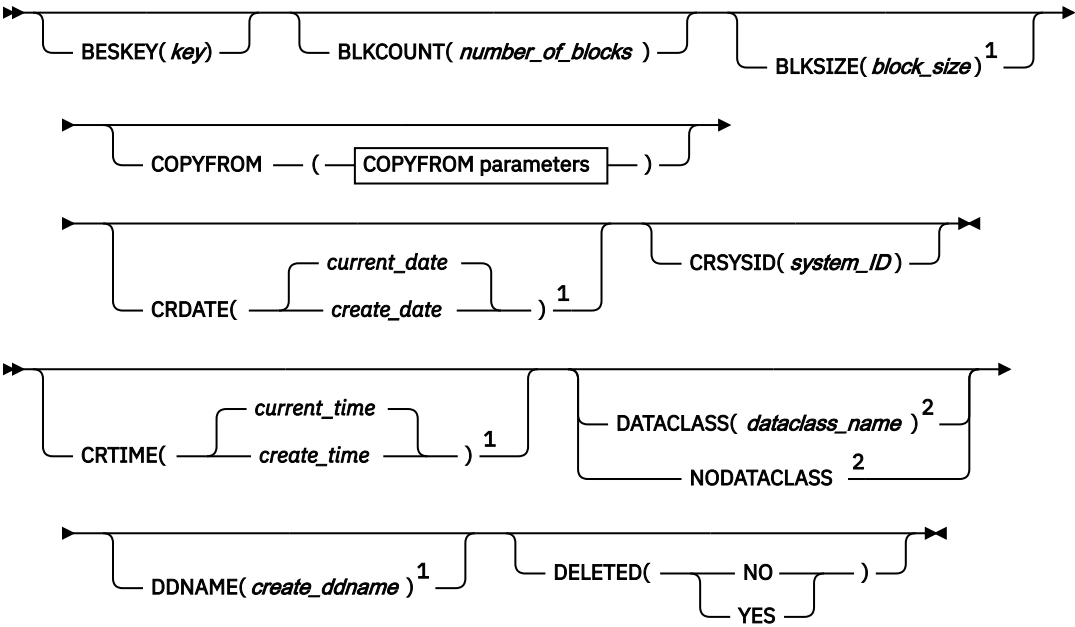 BESKEY( key) BLKCOUNT( number_of_blocks ) BLKSIZE( block_size) 1
COPYFROM ( COPYFROM parameters )
current_date
CRDATE( create_date ) 1 CRSYSID( system_ID )
current_time
CRTIME( create_time ) 1 DATACLASS( dataclass_name ) 2
NODATACLASS 2
DDNAME( create_ddname ) 1 DELETED( NO )
YES